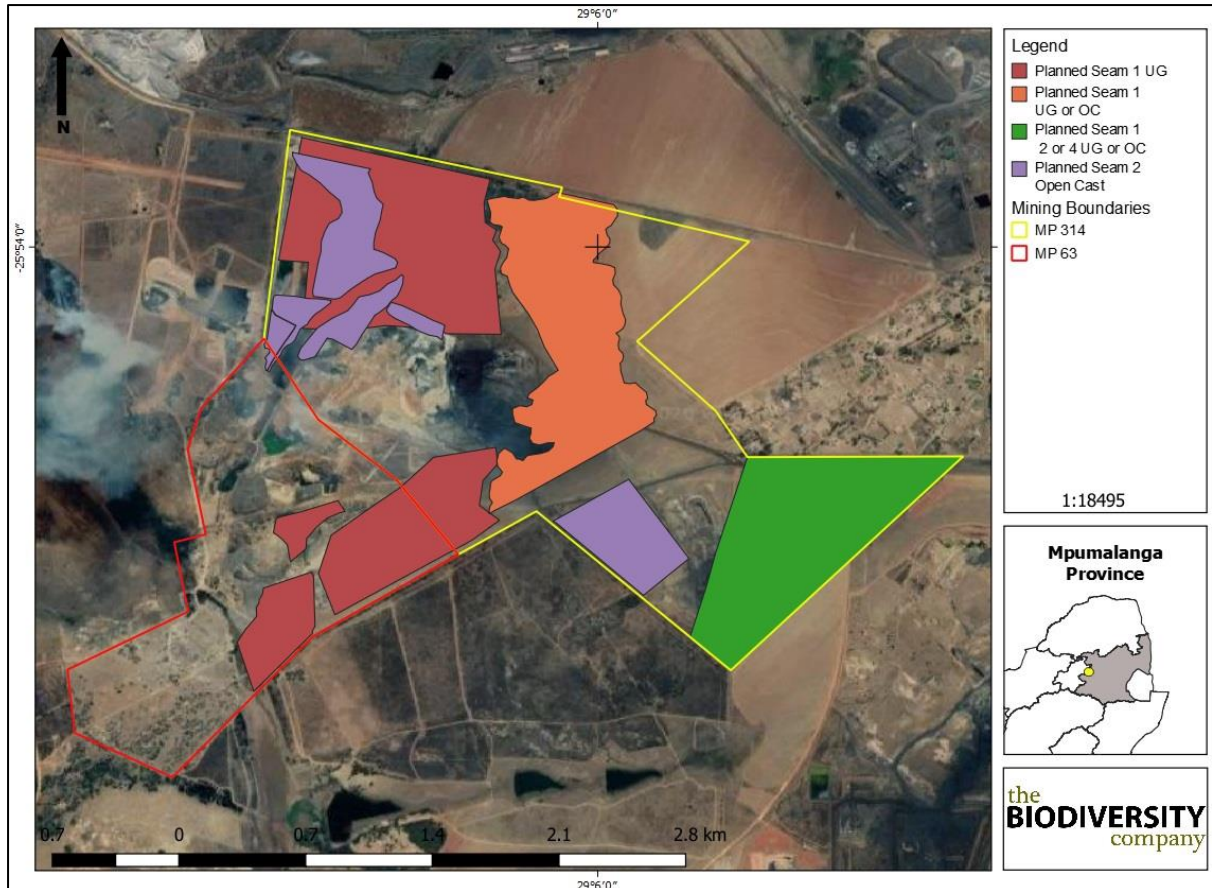 29°6'0"
N
-25°54'0"
Legend
Planned Seam 1 UG
Planned Seam 1
UG or OC
Planned Seam 1
2 or 4 UG or OC
Planned Seam 2
Open Cast
Mining Boundaries
MP 314
MP 63
1:18495
Mpumalanga
Province
the
BIODIVERSITY
company
0.7 0 0.7 1.4 2.1 2.8 km
29°6'0"